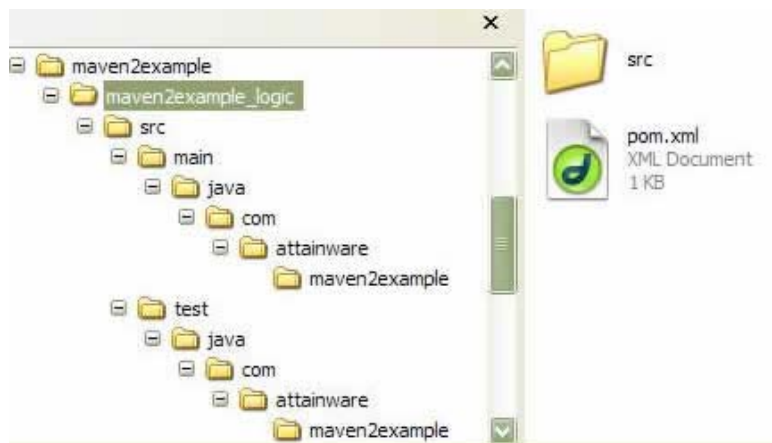 maven2example
maven2example_logic
src
main
java
com
attainware
maven2example
test
java
com
attainware
maven2example
src
pom.xml
XML Document
1 KB